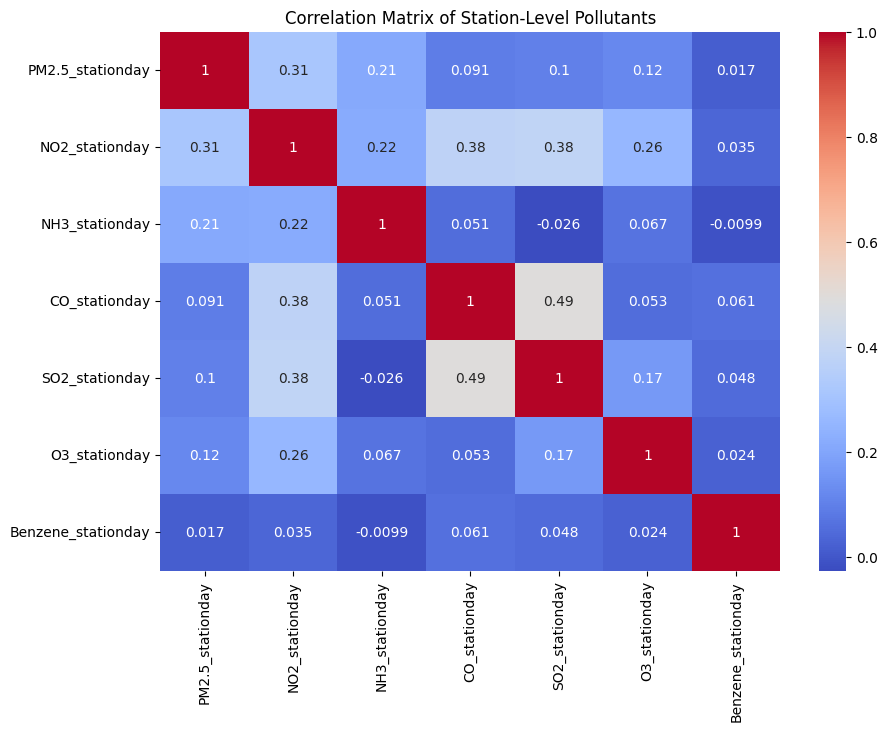 Correlation Matrix of Station-Level Pollutants
PM2.5_stationday 1 0.31 0.21 0.091 0.1 0.12 0.017
NO2_stationday 0.31 1 0.22 0.38 0.38 0.26 0.035
NH3_stationday 0.21 0.22 1 0.051 -0.026 0.067 -0.0099
CO_stationday 0.091 0.38 0.051 1 0.49 0.053 0.061
SO2_stationday 0.1 0.38 -0.026 0.49 1 0.17 0.048
O3_stationday 0.12 0.26 0.067 0.053 0.17 1 0.024
Benzene_stationday 0.017 0.035 -0.0099 0.061 0.048 0.024 1
PM2.5_stationday
NO2_stationday
NH3_stationday
CO_stationday
SO2_stationday
O3_stationday
Benzene_stationday
1.0
0.8
0.6
0.4
0.2
0.0